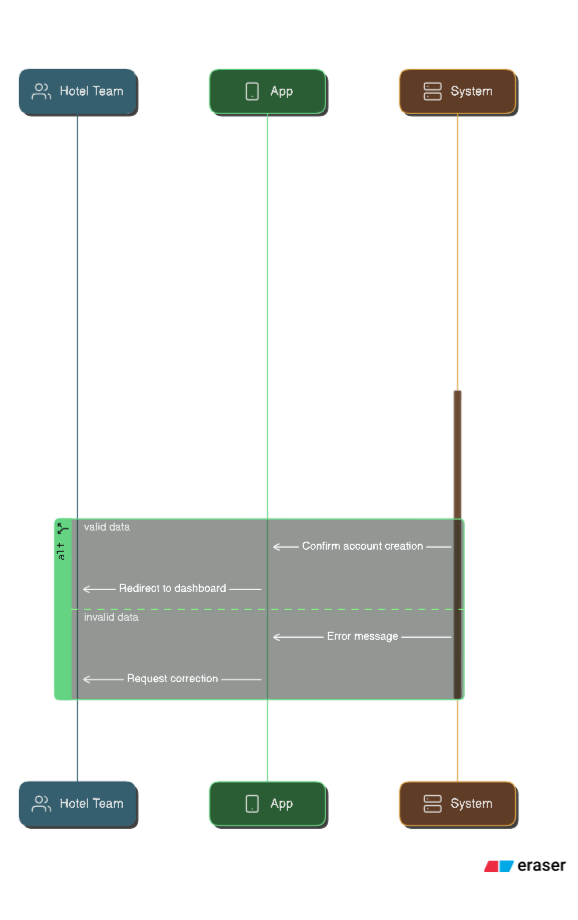 Hotel Team
App
System
alt
valid data
Confirm account creation
Redirect to dashboard
invalid data
Error message
Request correction
Hotel Team
App
System
eraser